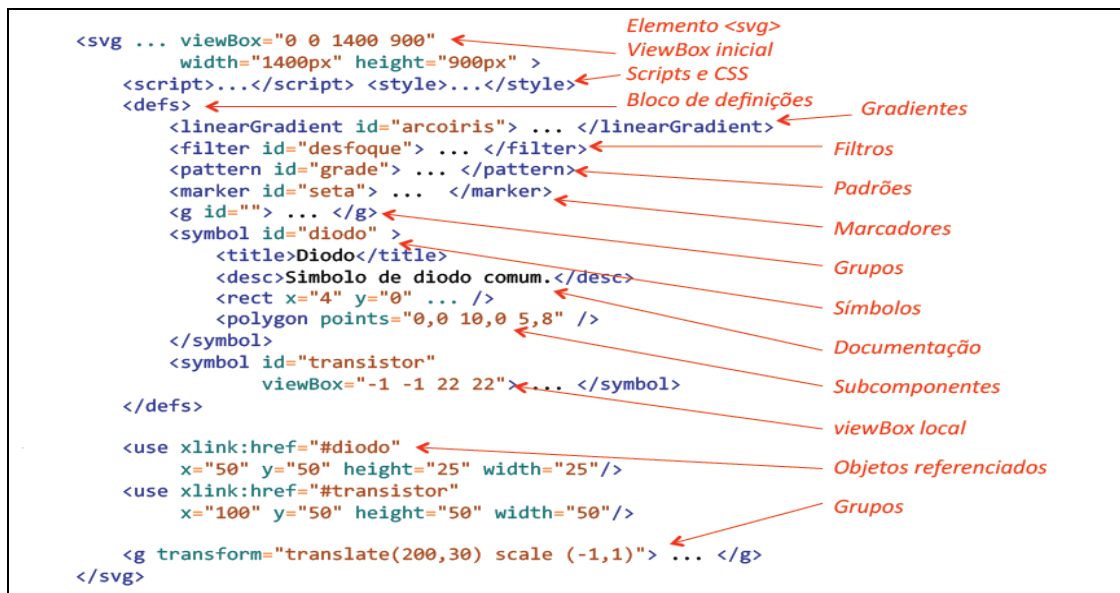 Elemento <svg>
<svg ... viewBox="0 0 1400 900"
ViewBox inicial
width="1400px" height="900px" >
Scripts e CSS
<script>...</script> <style>...</style>
<defs>
Bloco de definições
Gradientes
<linearGradient id="arcoiris"> ... </linearGradient>
<filter id="desfoque"> ... </filter>
Filtros
<pattern id="grade"> ... </pattern>
Padrões
<marker id="seta"> ... </marker>
Marcadores
<g id=""> ... </g>
<symbol id="diodo" >
<title>Diodo</title>
Grupos
<desc>Simbolo de diodo comum.</desc>
<rect x="4" y="0" ... />
Símbolos
<polygon points="0,0 10,0 5,8" />
</symbol>
Documentação
<symbol id="transistor"
viewBox="-1 -1 22 22"> ... </symbol>
Subcomponentes
</defs>
viewBox local
<use xlink:href="#diodo"
x="50" y="50" height="25" width="25"/>
Objetos referenciados
<use xlink:href="#transistor"
x="100" y="50" height="50" width="50"/>
Grupos
<g transform="translate(200,30) scale (-1,1)"> ... </g>
</svg>